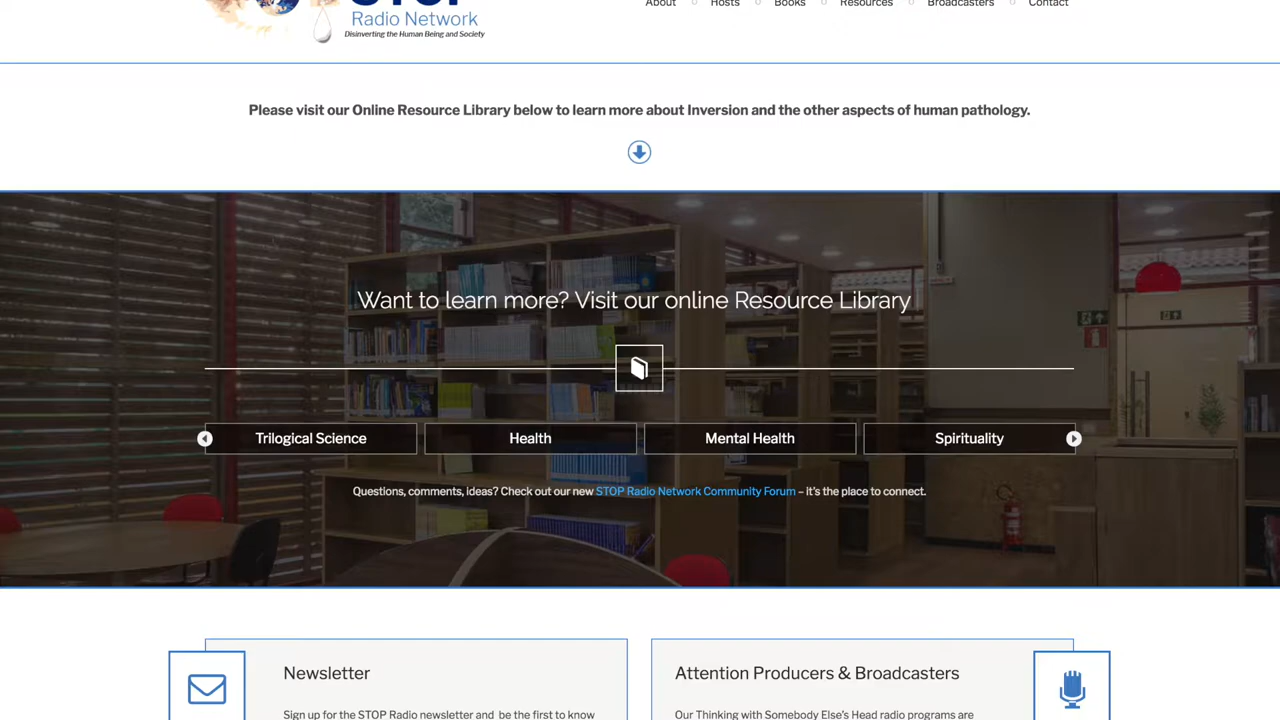 Radio Network
Disinverting the Human Being and Society
About Hosts Books Resources Broadcasters Contact
Please visit our Online Resource Library below to learn more about Inversion and the other aspects of human pathology.
Want to learn more? Visit our online Resource Library
Trilogical Science Health Mental Health Spirituality
Questions, comments, ideas? Check out our new STOP Radio Network Community Forum – it's the place to connect.
Newsletter
Sign up for the STOP Radio newsletter and be the first to know
Attention Producers & Broadcasters
Our Thinking with Somebody Else's Head radio programs are